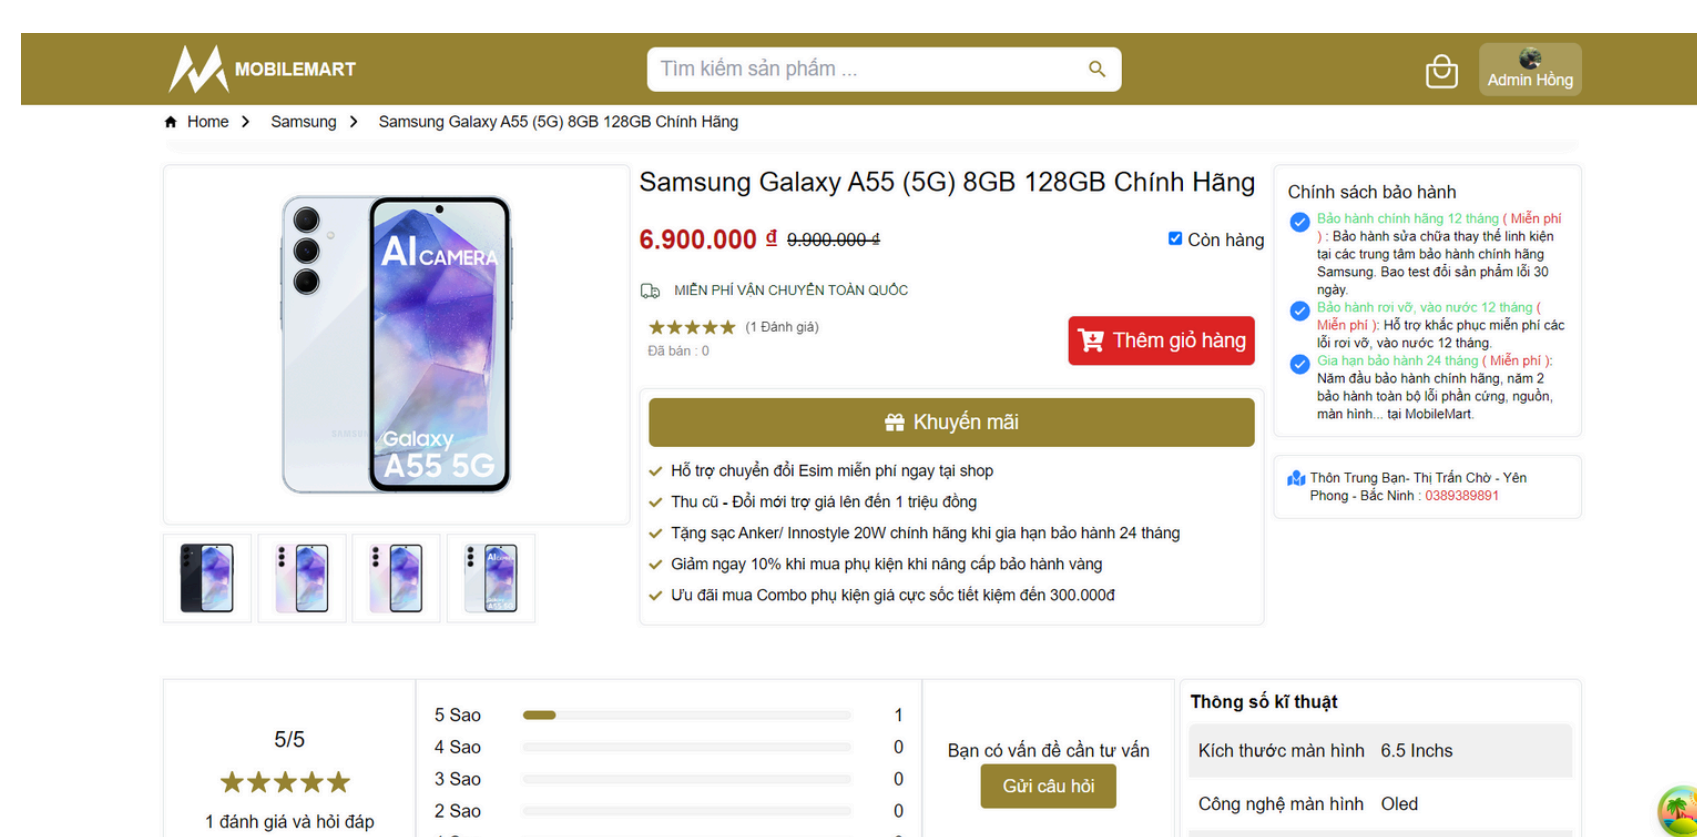 MOBILEMART
Tìm kiếm sản phẩm ...
Admin Hồng
Home
Samsung
Samsung Galaxy A55 (5G) 8GB 128GB Chính Hãng
AI CAMERA
SAMSUNG
Galaxy
A55 5G
Samsung Galaxy A55 (5G) 8GB 128GB Chính Hãng
6.900.000 ₫ 9.900.000 ₫
Còn hàng
MIỄN PHÍ VẬN CHUYỂN TOÀN QUỐC
(1 Đánh giá)
Đã bán : 0
Thêm giỏ hàng
Khuyến mãi
Hỗ trợ chuyển đổi Esim miễn phí ngay tại shop
Thu cũ - Đổi mới trợ giá lên đến 1 triệu đồng
Tặng sạc Anker/ Innostyle 20W chính hãng khi gia hạn bảo hành 24 tháng
Giảm ngay 10% khi mua phụ kiện khi nâng cấp bảo hành vàng
Ưu đãi mua Combo phụ kiện giá cực sốc tiết kiệm đến 300.000đ
Chính sách bảo hành
Bảo hành chính hãng 12 tháng ( Miễn phí
) : Bảo hành sửa chữa thay thế linh kiện
tại các trung tâm bảo hành chính hãng
Samsung. Bao test đổi sản phẩm lỗi 30
ngày.
Bảo hành rơi vỡ, vào nước 12 tháng (
Miễn phí ): Hỗ trợ khắc phục miễn phí các
lỗi rơi vỡ, vào nước 12 tháng.
Gia hạn bảo hành 24 tháng ( Miễn phí ):
Năm đầu bảo hành chính hãng, năm 2
bảo hành toàn bộ lỗi phần cứng, nguồn,
màn hình... tại MobileMart.
Thôn Trung Bạn- Thị Trấn Chờ - Yên
Phong - Bắc Ninh : 0389389891
5/5
1 đánh giá và hỏi đáp
5 Sao 1
4 Sao 0
3 Sao 0
2 Sao 0
Bạn có vấn đề cần tư vấn
Gửi câu hỏi
Thông số kĩ thuật
Kích thước màn hình 6.5 Inchs
Công nghệ màn hình Oled